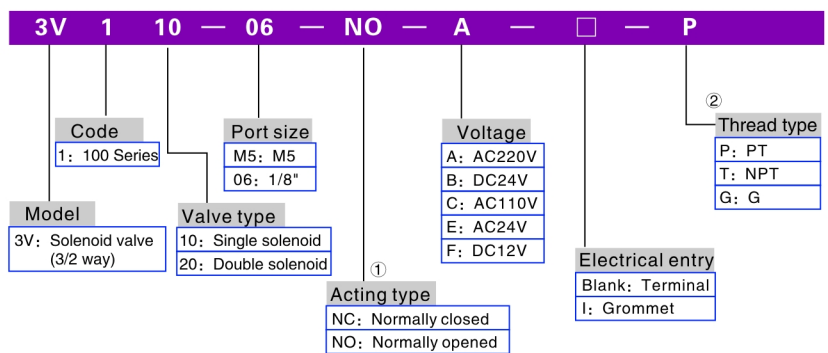 3V 1 10 — 06 — NO — A — □ — P
Code
1: 100 Series
Port size
M5: M5
06: 1/8"
Voltage
A: AC220V
B: DC24V
C: AC110V
E: AC24V
F: DC12V
②
Thread type
P: PT
T: NPT
G: G
Model
3V: Solenoid valve
(3/2 way)
Valve type
10: Single solenoid
20: Double solenoid
①
Acting type
NC: Normally closed
NO: Normally opened
Electrical entry
Blank: Terminal
I: Grommet